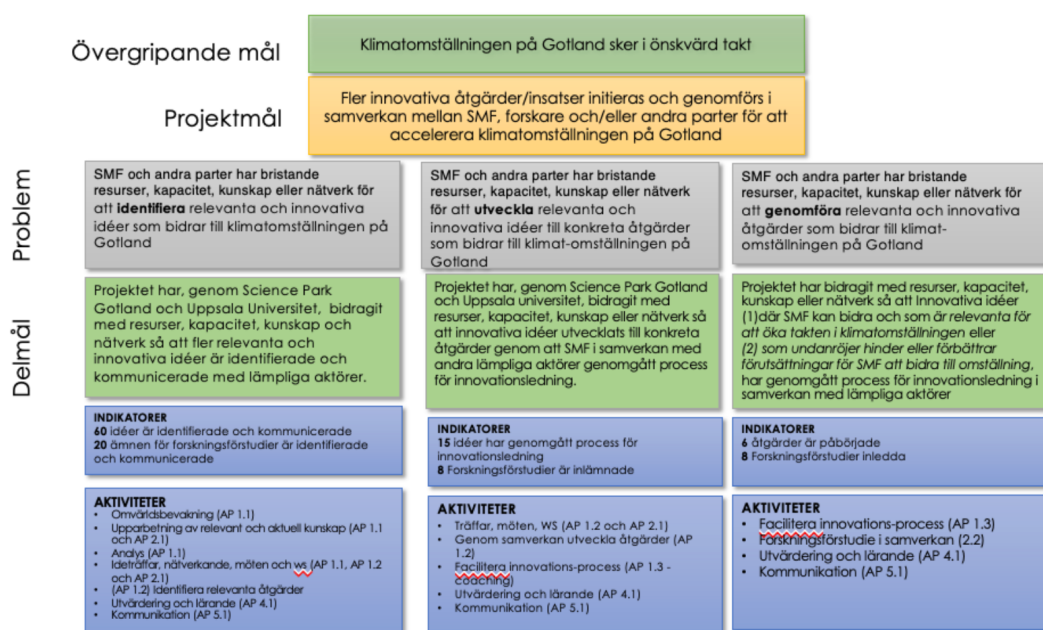 Övergripande mål
Klimatomställningen på Gotland sker i önskvärd takt
Projektmål
Fler innovativa åtgärder/insatser initieras och genomförs i
samverkan mellan SMF, forskare och/eller andra parter för att
accelerera klimatomställningen på Gotland
Problem
SMF och andra parter har bristande
resurser, kapacitet, kunskap eller nätverk för
att identifiera relevanta och innovativa
idéer som bidrar till klimatomställningen på
Gotland
SMF och andra parter har bristande
resurser, kapacitet, kunskap eller nätverk
för att utveckla relevanta och
innovativa idéer till konkreta åtgärder
som bidrar till klimat-omställningen på
Gotland
SMF och andra parter har bristande
resurser, kapacitet, kunskap eller nätverk för
att genomföra relevanta och innovativa
åtgärder som bidrar till klimat-
omställningen på Gotland
Delmål
Projektet har, genom Science Park
Gotland och Uppsala Universitet, bidragit
med resurser, kapacitet, kunskap och
nätverk så att fler relevanta och
innovativa idéer är identifierade och
kommunicerade med lämpliga aktörer.
Projektet har, genom Science Park Gotland
och Uppsala universitet, bidragit med
resurser, kapacitet, kunskap eller nätverk så
att innovativa idéer utvecklats till konkreta
åtgärder genom att SMF i samverkan med
andra lämpliga aktörer genomgått process
för innovationsledning.
Projektet har bidragit med resurser, kapacitet,
kunskap eller nätverk så att Innovativa idéer
(1)där SMF kan bidra och som är relevanta för
att öka takten i klimatomställningen eller
(2) som undanröjer hinder eller förbättrar
förutsättningar för SMF att bidra till omställning,
har genomgått process för innovationsledning i
samverkan med lämpliga aktörer
INDIKATORER
60 idéer är identifierade och kommunicerade
20 ämnen för forskningsförstudier är identifierade
och kommunicerade
INDIKATORER
15 idéer har genomgått process för
innovationsledning
8 Forskningsförstudier är inlämnade
INDIKATORER
6 åtgärder är påbörjade
8 Forskningsförstudier inledda
AKTIVITETER
• Omvärldsbevakning (AP 1.1)
• Upparbetning av relevant och aktuell kunskap (AP 1.1
och AP 2.1)
• Analys (AP 1.1)
• Idéträffar, nätverkande, möten och ws (AP 1.1, AP 1.2
och AP 2.1)
• (AP 1.2) Identifiera relevanta åtgärder
• Utvärdering och lärande (AP 4.1)
• Kommunikation (AP 5.1)
AKTIVITETER
• Träffar, möten, WS (AP 1.2 och AP 2.1)
• Genom samverkan utveckla åtgärder (AP
1.2)
• Facilitera innovations-process (AP 1.3 -
coaching)
• Utvärdering och lärande (AP 4.1)
• Kommunikation (AP 5.1)
AKTIVITETER
• Facilitera innovations-process (AP 1.3)
• Forskningsförstudie i samverkan (2.2)
• Utvärdering och lärande (AP 4.1)
• Kommunikation (AP 5.1)